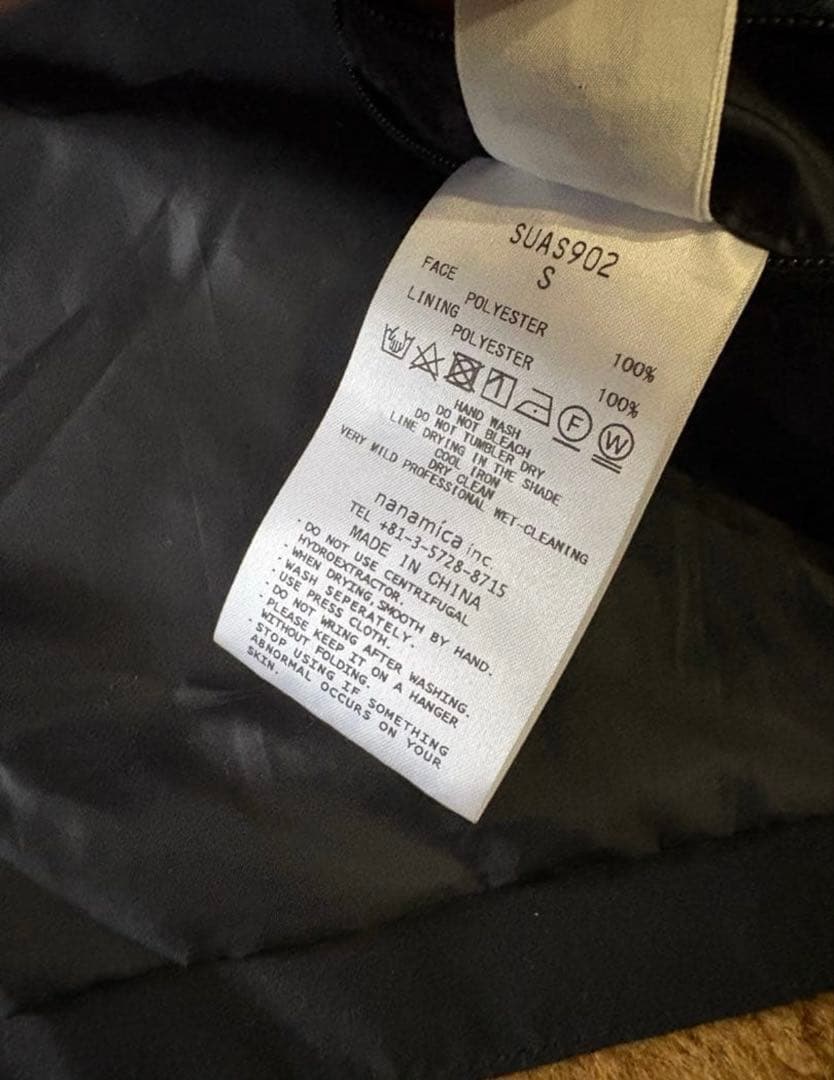 SUAS902
S
FACE
POLYESTER 100%
LINING
POLYESTER 100%
F W
HAND WASH
DO NOT BLEACH
DO NOT TUMBLER DRY
LINE DRYING IN THE SHADE
COOL IRON
DRY CLEAN
VERY MILD PROFESSIONAL WET-CLEANING
nanamica inc.
TEL +81-3-5728-8715
MADE IN CHINA
・DO NOT USE CENTRIFUGAL
HYDROEXTRACTOR.
・WHEN DRYING,SMOOTH BY HAND.
・WASH SEPERATELY.
・USE PRESS CLOTH.
・DO NOT WRING AFTER WASHING.
・PLEASE KEEP IT ON A HANGER
WITHOUT FOLDING.
・STOP USING IF SOMETHING
ABNORMAL OCCURS ON YOUR
SKIN.